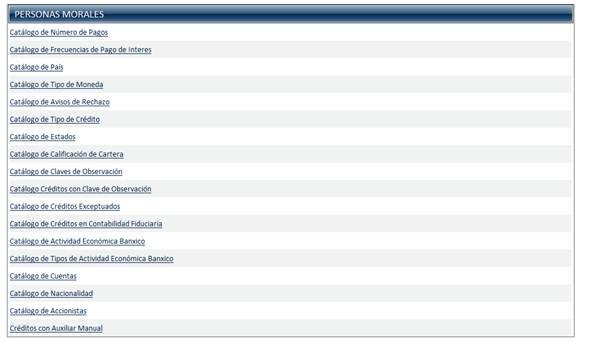 PERSONAS MORALES
Catálogo de Número de Pagos
Catálogo de Frecuencias de Pago de Interes
Catálogo de País
Catálogo de Tipo de Moneda
Catálogo de Avisos de Rechazo
Catálogo de Tipo de Crédito
Catálogo de Estados
Catálogo de Calificación de Cartera
Catálogo de Claves de Observación
Catálogo Créditos con Clave de Observación
Catálogo de Créditos Exceptuados
Catálogo de Créditos en Contabilidad Fiduciaria
Catálogo de Actividad Económica Banxico
Catálogo de Tipos de Actividad Económica Banxico
Catálogo de Cuentas
Catálogo de Nacionalidad
Catálogo de Accionistas
Créditos con Auxiliar Manual